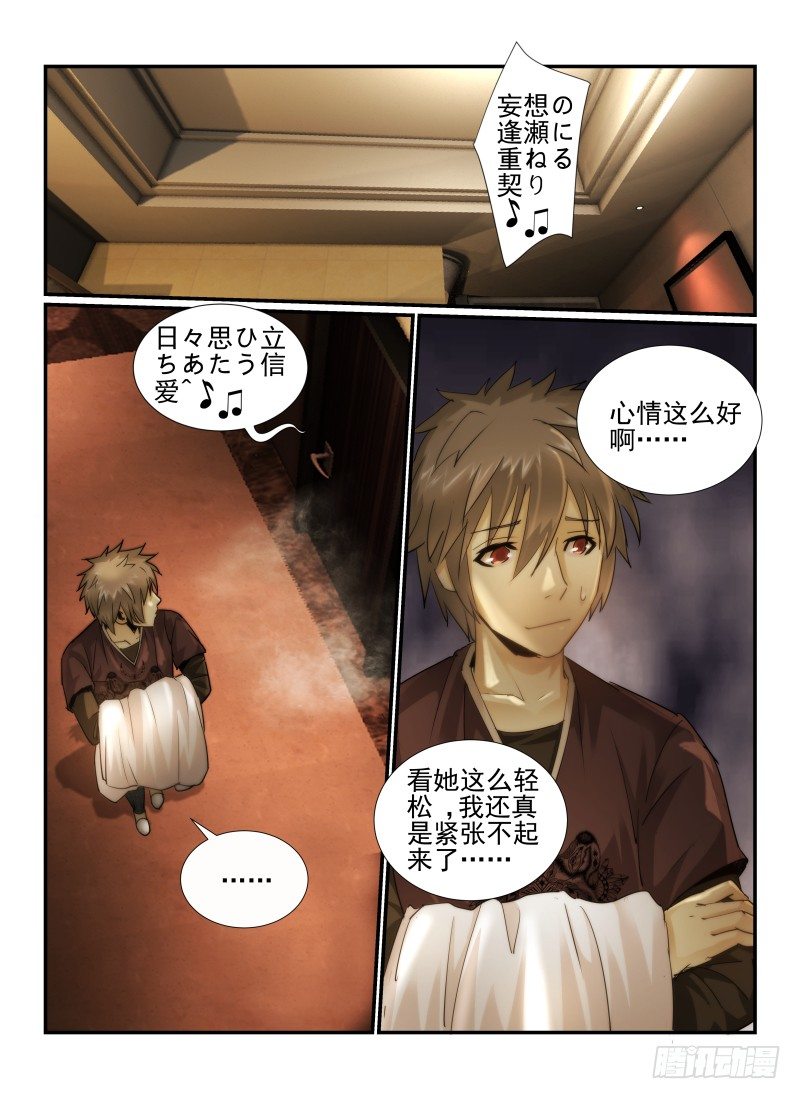 の想妄
に瀬逢
るねり重契
♪♫
日々思ひ立
ちあたう信
爱^♪♫
……
心情这么好
啊……
看她这么轻
松，我还真
是紧张不起
来了……
腾讯动漫